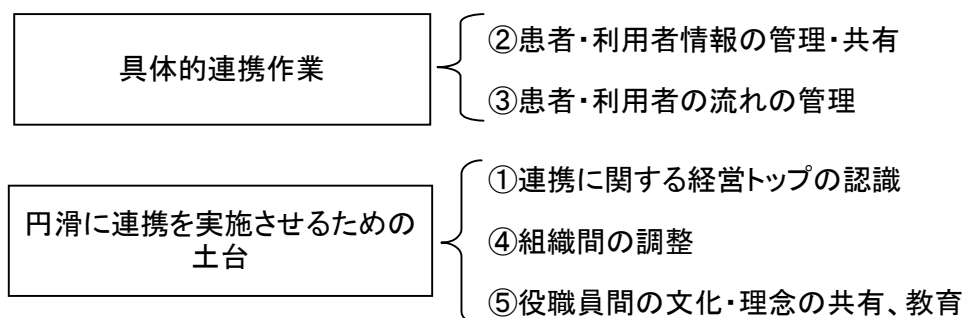 具体的連携作業
②患者・利用者情報の管理・共有
③患者・利用者の流れの管理
円滑に連携を実施させるための
土台
①連携に関する経営トップの認識
④組織間の調整
⑤役職員間の文化・理念の共有、教育